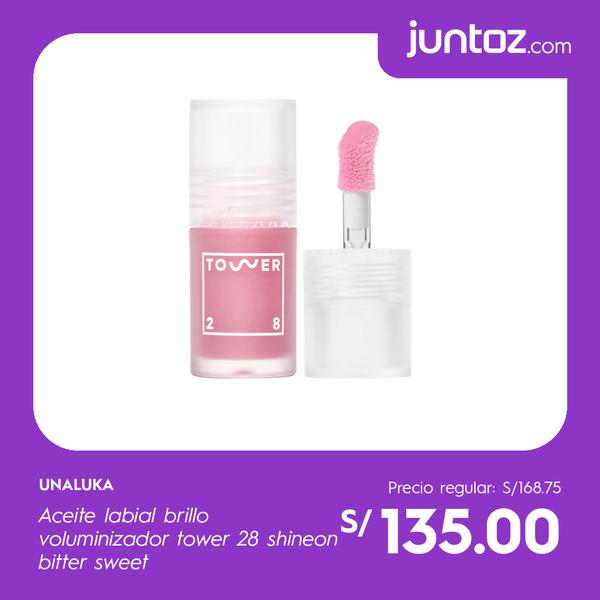 juntoz.com
TOWER
2 8
UNALUKA
Aceite labial brillo
voluminizador tower 28 shineon
bitter sweet
Precio regular: S/168.75
S/135.00